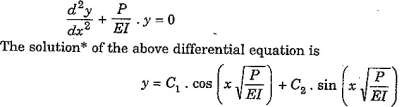 d²y/dx² + P/EI . y = 0
The solution* of the above differential equation is
y = C₁ . cos (x √(P/EI)) + C₂ . sin (x √(P/EI))